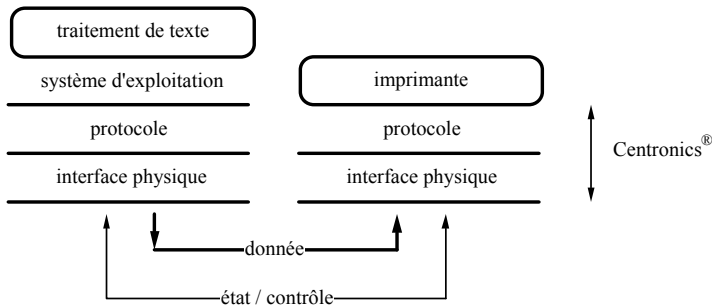 traitement de texte
système d'exploitation
imprimante
protocole
protocole
Centronics®
interface physique
interface physique
donnée
état / contrôle